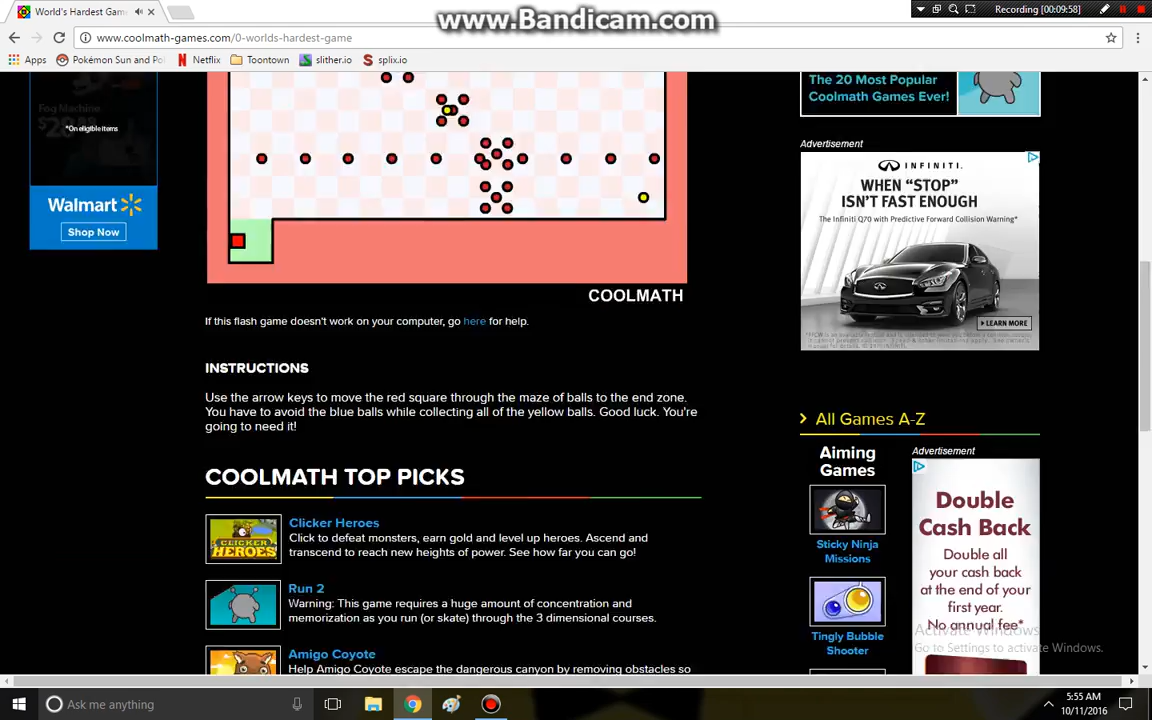 World's Hardest Gam
www.Bandicam.com
Recording [00:09:58]
www.coolmath-games.com/0-worlds-hardest-game
Apps
Pokémon Sun and Po
Netflix
Toontown
slither.io
splix.io
Fog Machine
*On eligible items
Walmart
Shop Now
COOLMATH
If this flash game doesn't work on your computer, go here for help.
INSTRUCTIONS
Use the arrow keys to move the red square through the maze of balls to the end zone.
You have to avoid the blue balls while collecting all of the yellow balls. Good luck. You're
going to need it!
COOLMATH TOP PICKS
Clicker Heroes
Click to defeat monsters, earn gold and level up heroes. Ascend and
transcend to reach new heights of power. See how far you can go!
CLICKER
HEROES
Run 2
Warning: This game requires a huge amount of concentration and
memorization as you run (or skate) through the 3 dimensional courses.
Amigo Coyote
Help Amigo Coyote escape the dangerous canyon by removing obstacles so
The 20 Most Popular
Coolmath Games Ever!
Advertisement
INFINITI.
WHEN "STOP"
ISN'T FAST ENOUGH
The Infiniti Q70 with Predictive Forward Collision Warning*
LEARN MORE
All Games A-Z
Aiming
Games
Sticky Ninja
Missions
Tingly Bubble
Shooter
Advertisement
Double
Cash Back
Double all
you earned back
at the end of your
first year.
No annual fee*
Activate Windows
Go to Settings to activate Windows.
Ask me anything
5:55 AM
10/11/2016